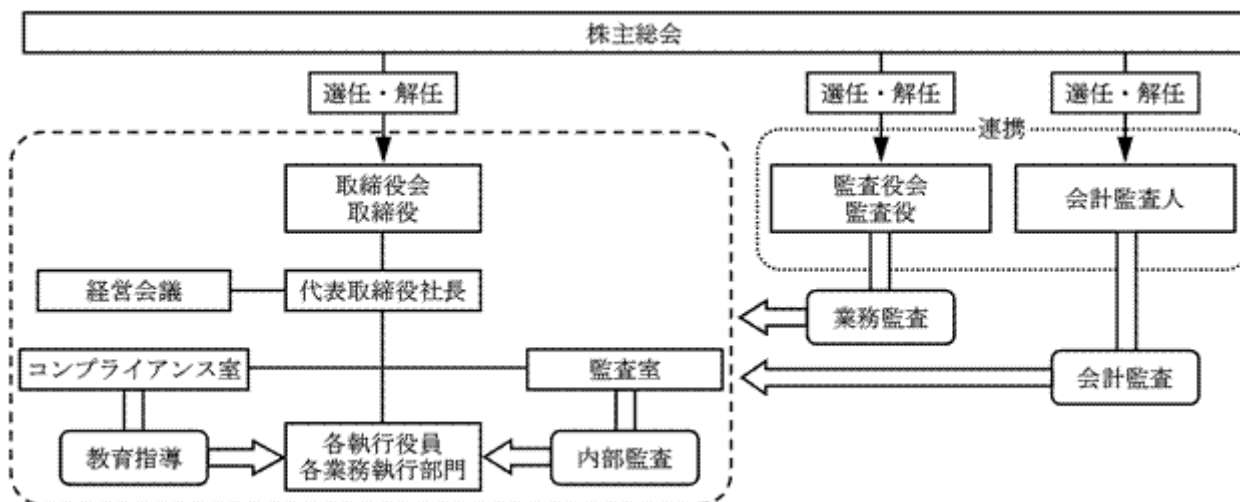 株主総会
選任・解任
選任・解任
選任・解任
連携
取締役会
取締役
監査役会
監査役
会計監査人
経営会議
代表取締役社長
業務監査
コンプライアンス室
監査室
会計監査
教育指導
各執行役員
各業務執行部門
内部監査